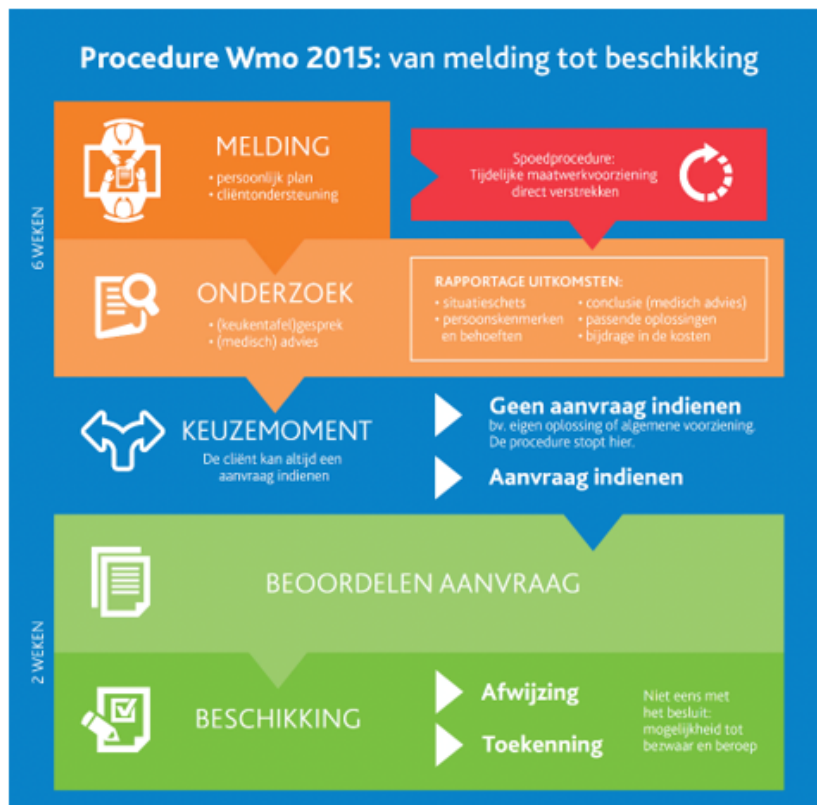 Procedure Wmo 2015: van melding tot beschikking
6 WEKEN
MELDING
• persoonlijk plan
• cliëntondersteuning
Spoedprocedure:
Tijdelijke maatwerkvoorziening
direct verstrekken
ONDERZOEK
• (keukentafel)gesprek
• (medisch) advies
RAPPORTAGE UITKOMSTEN:
• situatieschets
• persoonskenmerken
en behoeften
• conclusie (medisch advies)
• passende oplossingen
• bijdrage in de kosten
KEUZEMOMENT
De cliënt kan altijd een
aanvraag indienen
Geen aanvraag indienen
bv. eigen oplossing of algemene voorziening.
De procedure stopt hier.
Aanvraag indienen
2 WEKEN
BEOORDELEN AANVRAAG
BESCHIKKING
Afwijzing
Toekenning
Niet eens met
het besluit:
mogelijkheid tot
bezwaar en beroep